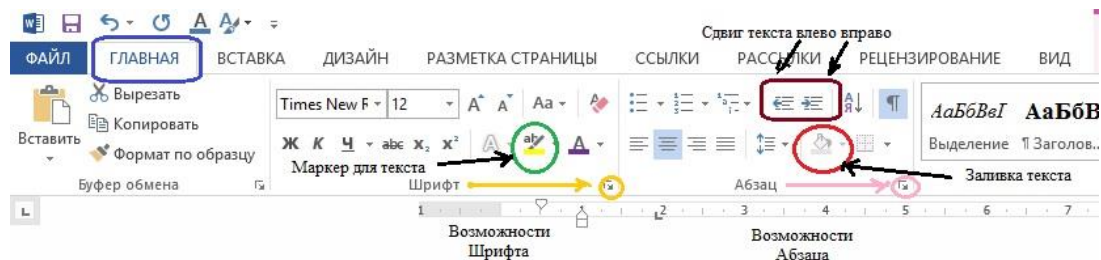 Сдвиг текста влево вправо
ФАЙЛ ГЛАВНАЯ ВСТАВКА ДИЗАЙН РАЗМЕТКА СТРАНИЦЫ ССЫЛКИ РАССЫЛКИ РЕЦЕНЗИРОВАНИЕ ВИД
Вырезать
Копировать
Формат по образцу
Вставить
Буфер обмена
Times New F 12 Aa
Ж К Ч abc x₂ x² A ab A
Маркер для текста
Шрифт
А Я ¶
Абзац
Заливка текста
АаБбВвГ АаБбВ
Выделение ¶ Заголов...
1 1 2 3 4 5 6 7
Возможности
Шрифта
Возможности
Абзаца